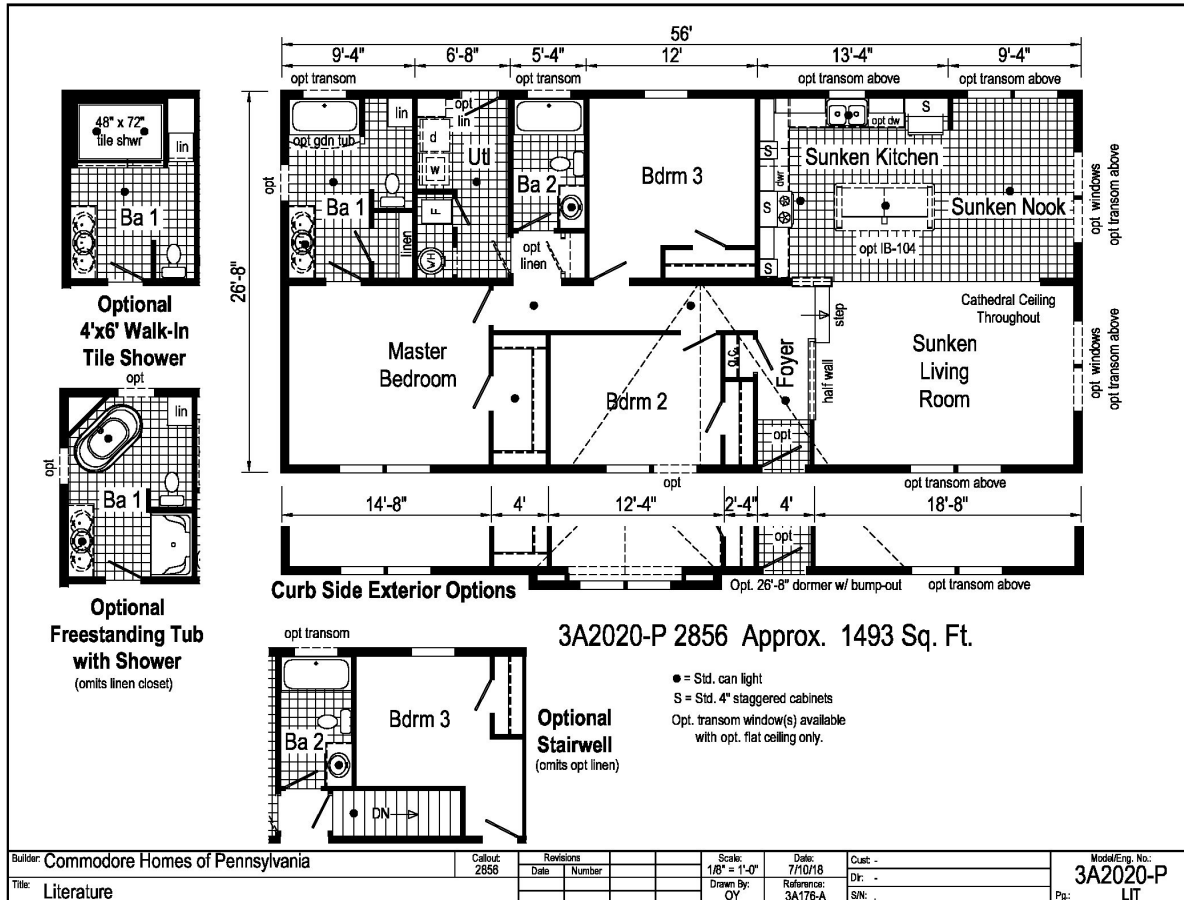 56'
9'-4" 6'-8" 5'-4" 12' 13'-4" 9'-4"
opt transom
opt transom
opt transom above
opt transom above
48" x 72"
tile shwr
lin
Ba 1
Optional
4'x6' Walk-In
Tile Shower
opt
lin
opt
Ba 1
Optional
Freestanding Tub
with Shower
(omits linen closet)
26'-8"
opt gdn tub
lin
opt
Ba 1
linen
opt
lin
d
w
Utl
F
WH
Ba 2
opt
linen
Bdrm 3
S
opt dw
S
dwr
S
S
Sunken Kitchen
opt IB-104
Sunken Nook
opt windows
opt transom above
Master
Bedroom
Bdrm 2
o.c.
Foyer
opt
step
half wall
Cathedral Ceiling
Throughout
Sunken
Living
Room
opt windows
opt transom above
opt
opt transom above
14'-8" 4' 12'-4" 2'-4" 4' 18'-8"
opt
Curb Side Exterior Options
Opt. 26'-8" dormer w/ bump-out
opt transom above
3A2020-P 2856 Approx. 1493 Sq. Ft.
= Std. can light
S = Std. 4" staggered cabinets
Opt. transom window(s) available
with opt. flat ceiling only.
opt transom
Ba 2
Bdrm 3
DN
Optional
Stairwell
(omits opt linen)
Builder: Commodore Homes of Pennsylvania
Title: Literature
Callout:
2856
Revisions
Date Number
Scale:
1/8" = 1'-0"
Drawn By:
OY
Date:
7/10/18
Reference:
3A176-A
Cust: -
Dir: -
S/N: .
Model/Eng. No.:
3A2020-P
Pg.: LIT